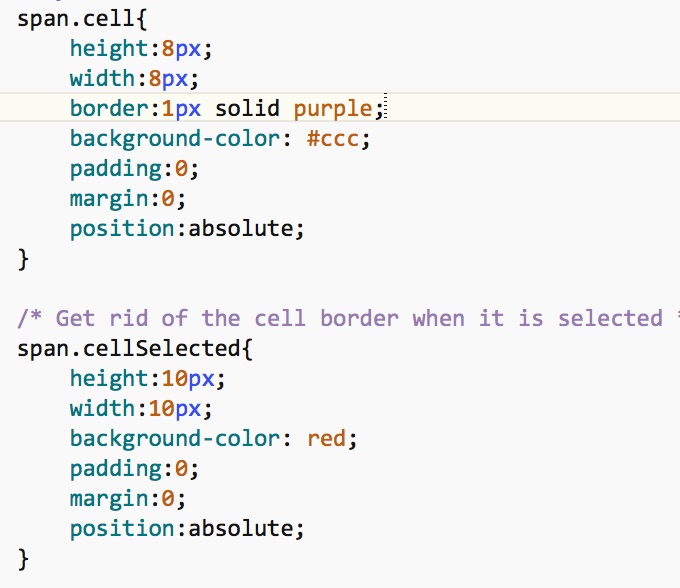 span.cell{
    height:8px;
    width:8px;
    border:1px solid purple;
    background-color: #ccc;
    padding:0;
    margin:0;
    position:absolute;
}
/* Get rid of the cell border when it is selected
span.cellSelected{
    height:10px;
    width:10px;
    background-color: red;
    padding:0;
    margin:0;
    position:absolute;
}